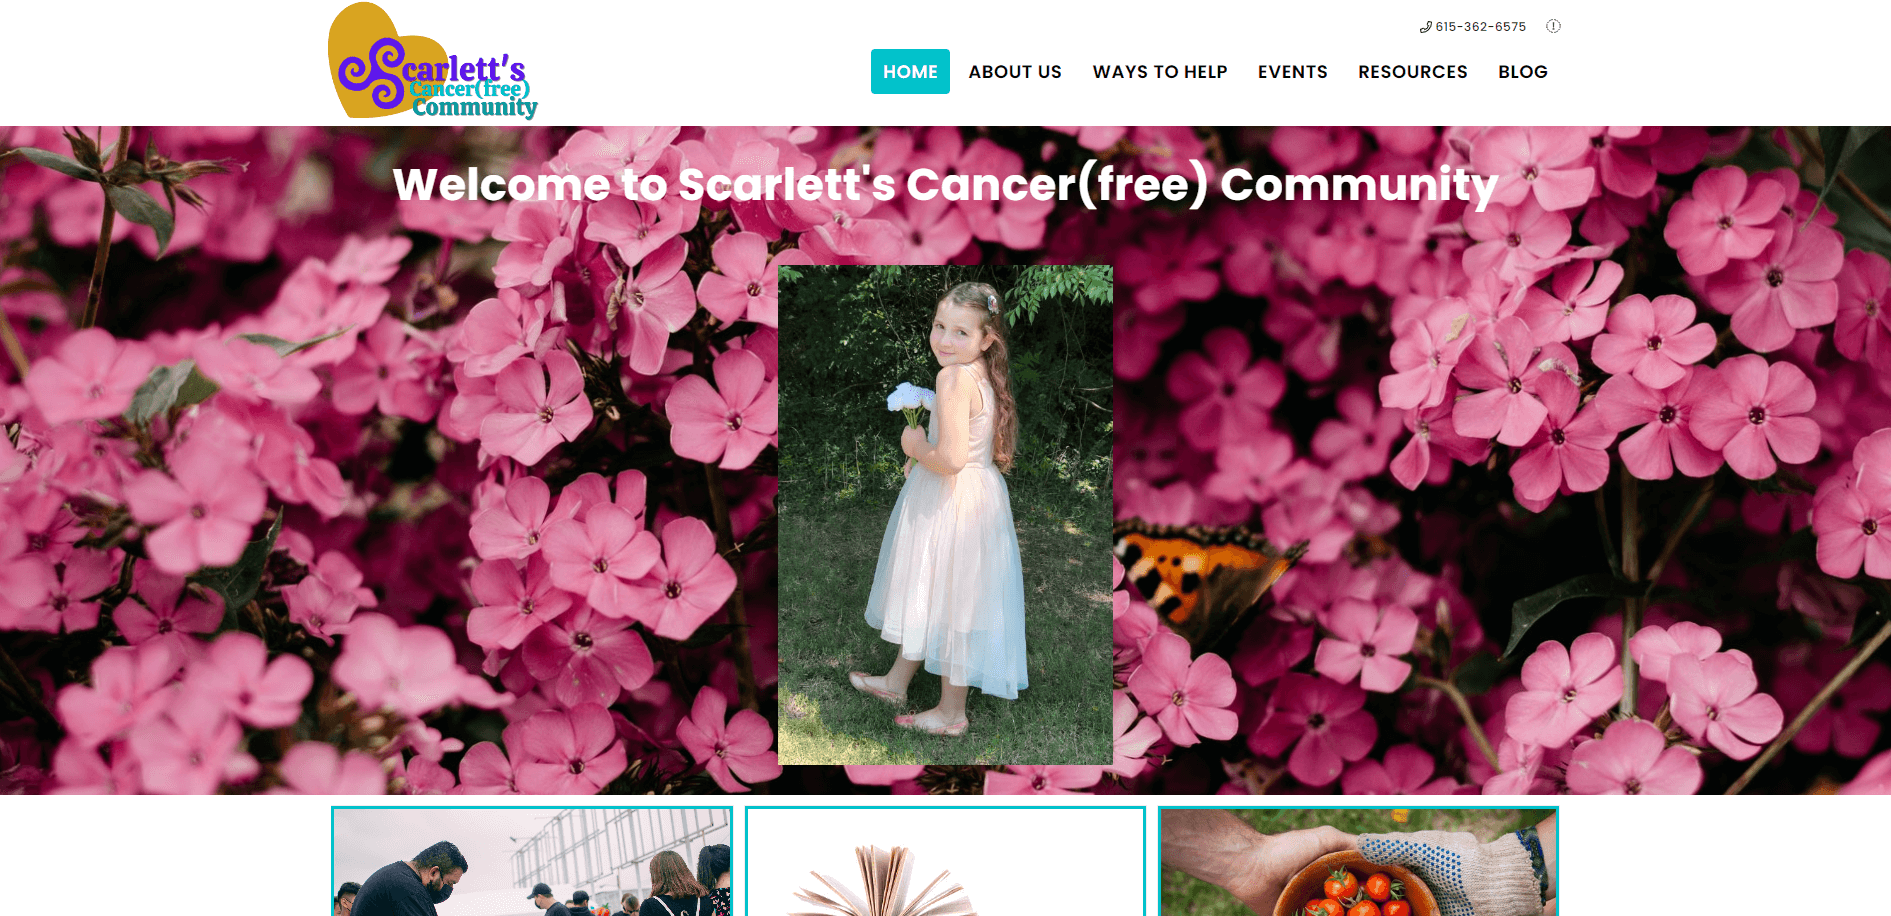 Scarlett's
Cancer(free)
Community
615-362-6575
HOME
ABOUT US
WAYS TO HELP
EVENTS
RESOURCES
BLOG
Welcome to Scarlett's Cancer(free) Community